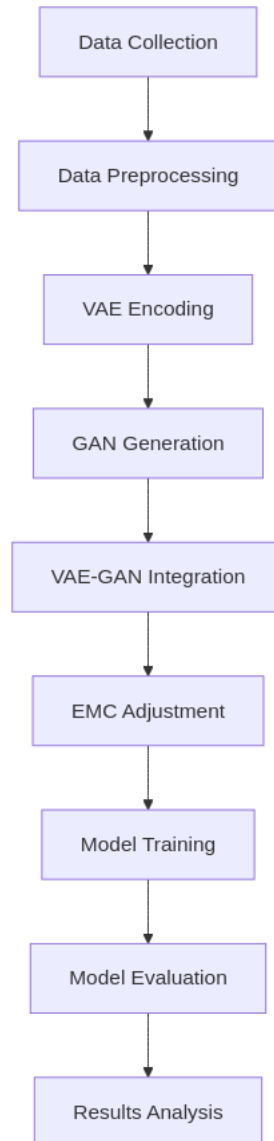 Data Collection
Data Preprocessing
VAE Encoding
GAN Generation
VAE-GAN Integration
EMC Adjustment
Model Training
Model Evaluation
Results Analysis